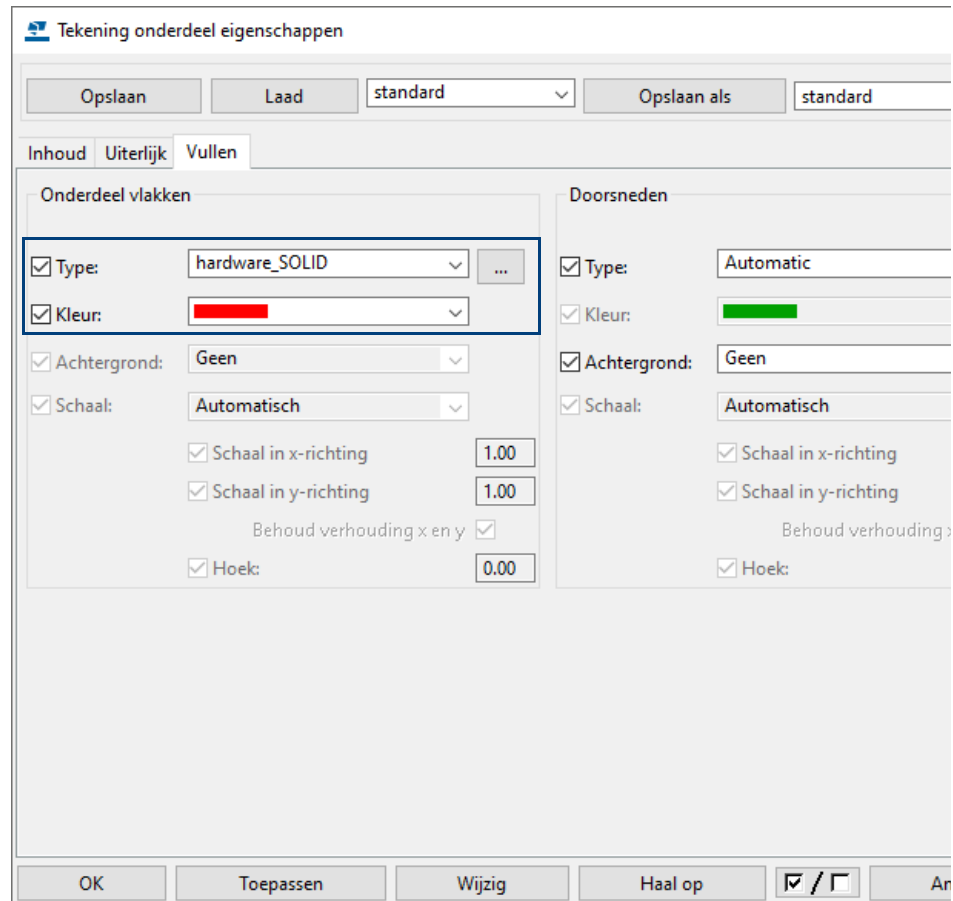 Tekening onderdeel eigenschappen
Opslaan Laad standard Opslaan als standard
Inhoud Uiterlijk Vullen
Onderdeel vlakken Doorsneden
Type: hardware_SOLID ... Type: Automatic
Kleur: Kleur:
Achtergrond: Geen Achtergrond: Geen
Schaal: Automatisch Schaal: Automatisch
Schaal in x-richting 1.00 Schaal in x-richting
Schaal in y-richting 1.00 Schaal in y-richting
Behoud verhouding x en y Behoud verhouding
Hoek: 0.00 Hoek:
OK Toepassen Wijzig Haal op /